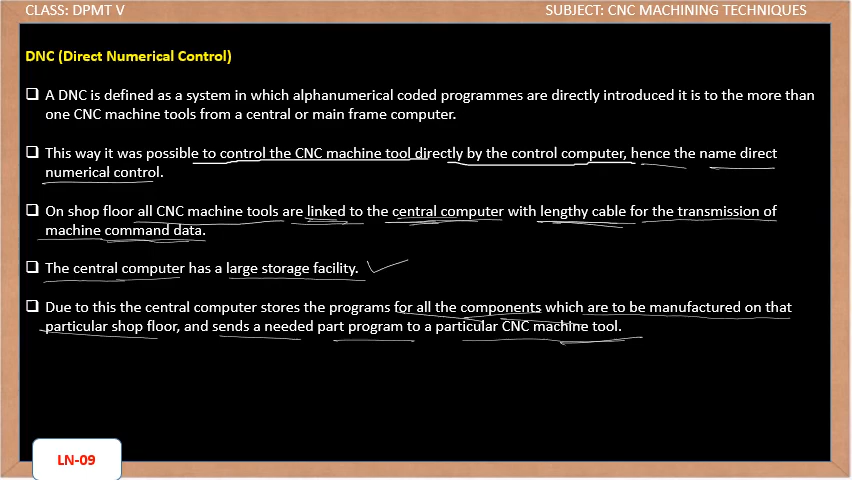 CLASS: DPMT V
SUBJECT: CNC MACHINING TECHNIQUES
DNC (Direct Numerical Control)
❑ A DNC is defined as a system in which alphanumerical coded programmes are directly introduced it is to the more than
one CNC machine tools from a central or main frame computer.
❑ This way it was possible to control the CNC machine tool directly by the control computer, hence the name direct
numerical control.
❑ On shop floor all CNC machine tools are linked to the central computer with lengthy cable for the transmission of
machine command data.
❑ The central computer has a large storage facility.
❑ Due to this the central computer stores the programs for all the components which are to be manufactured on that
particular shop floor, and sends a needed part program to a particular CNC machine tool.
LN-09